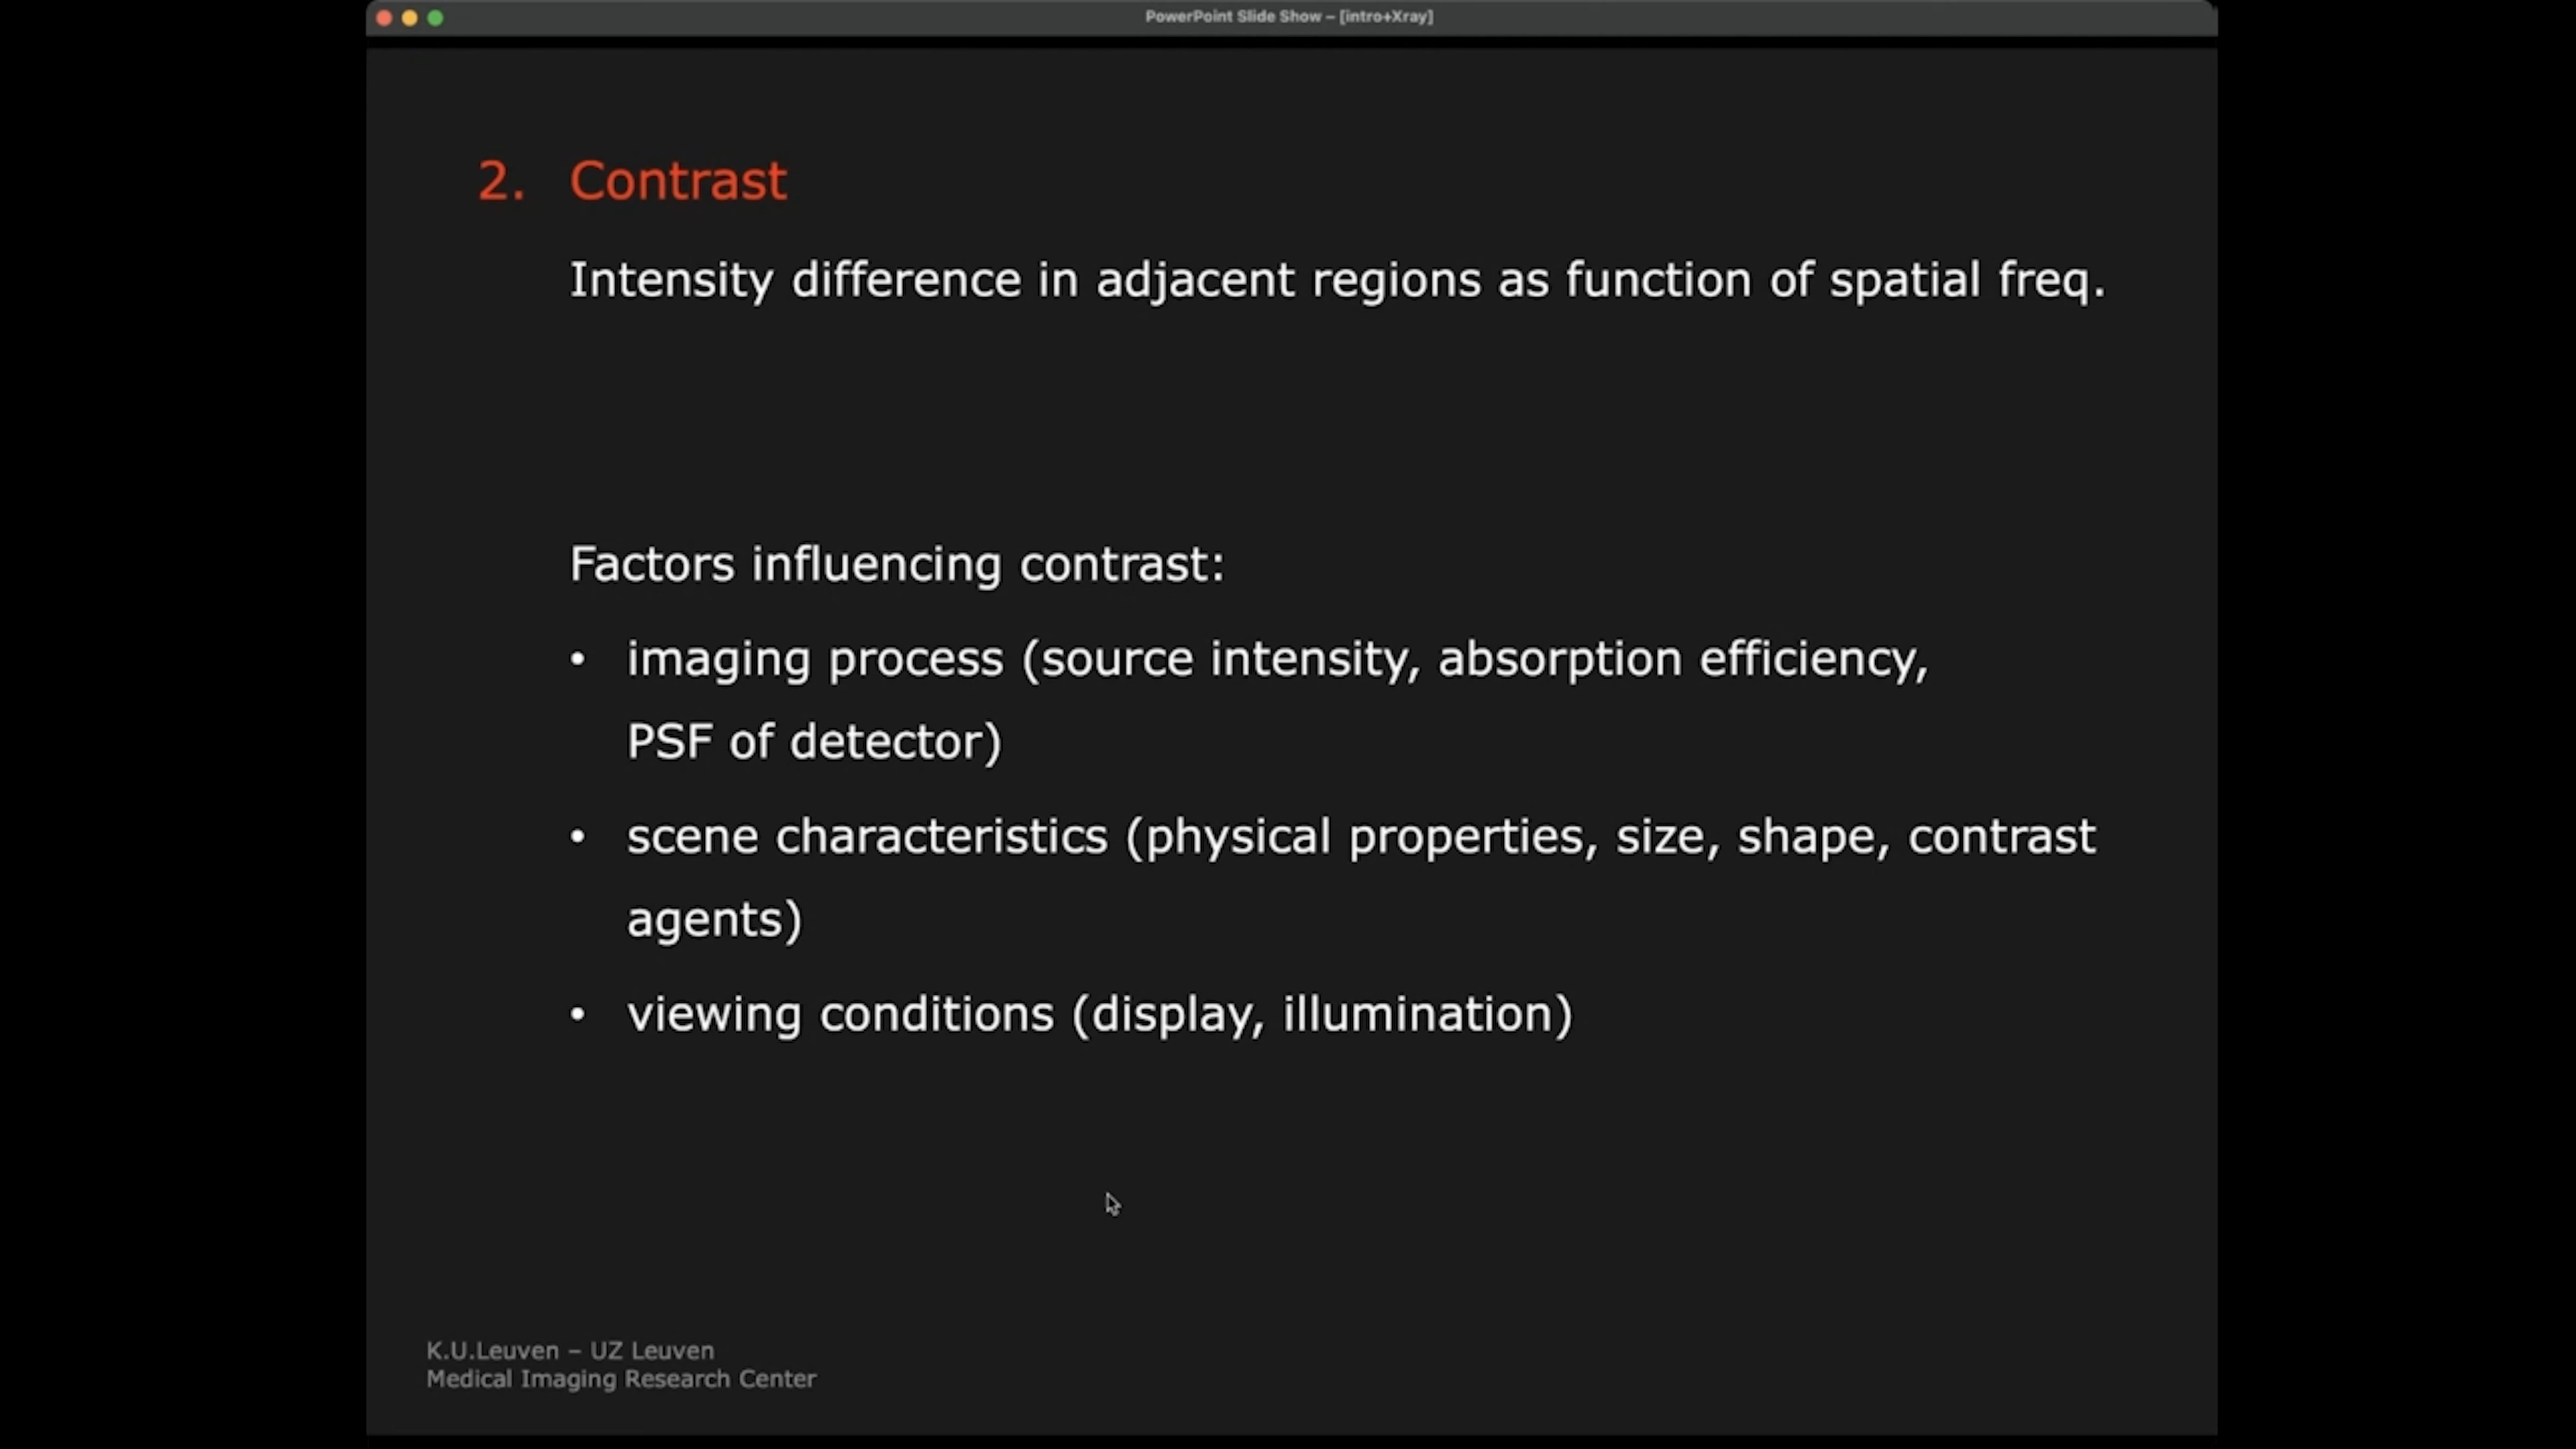 PowerPoint Slide Show – [intro+Xray]
2. Contrast
Intensity difference in adjacent regions as function of spatial freq.
Factors influencing contrast:
• imaging process (source intensity, absorption efficiency,
PSF of detector)
• scene characteristics (physical properties, size, shape, contrast
agents)
• viewing conditions (display, illumination)
K.U.Leuven – UZ Leuven
Medical Imaging Research Center